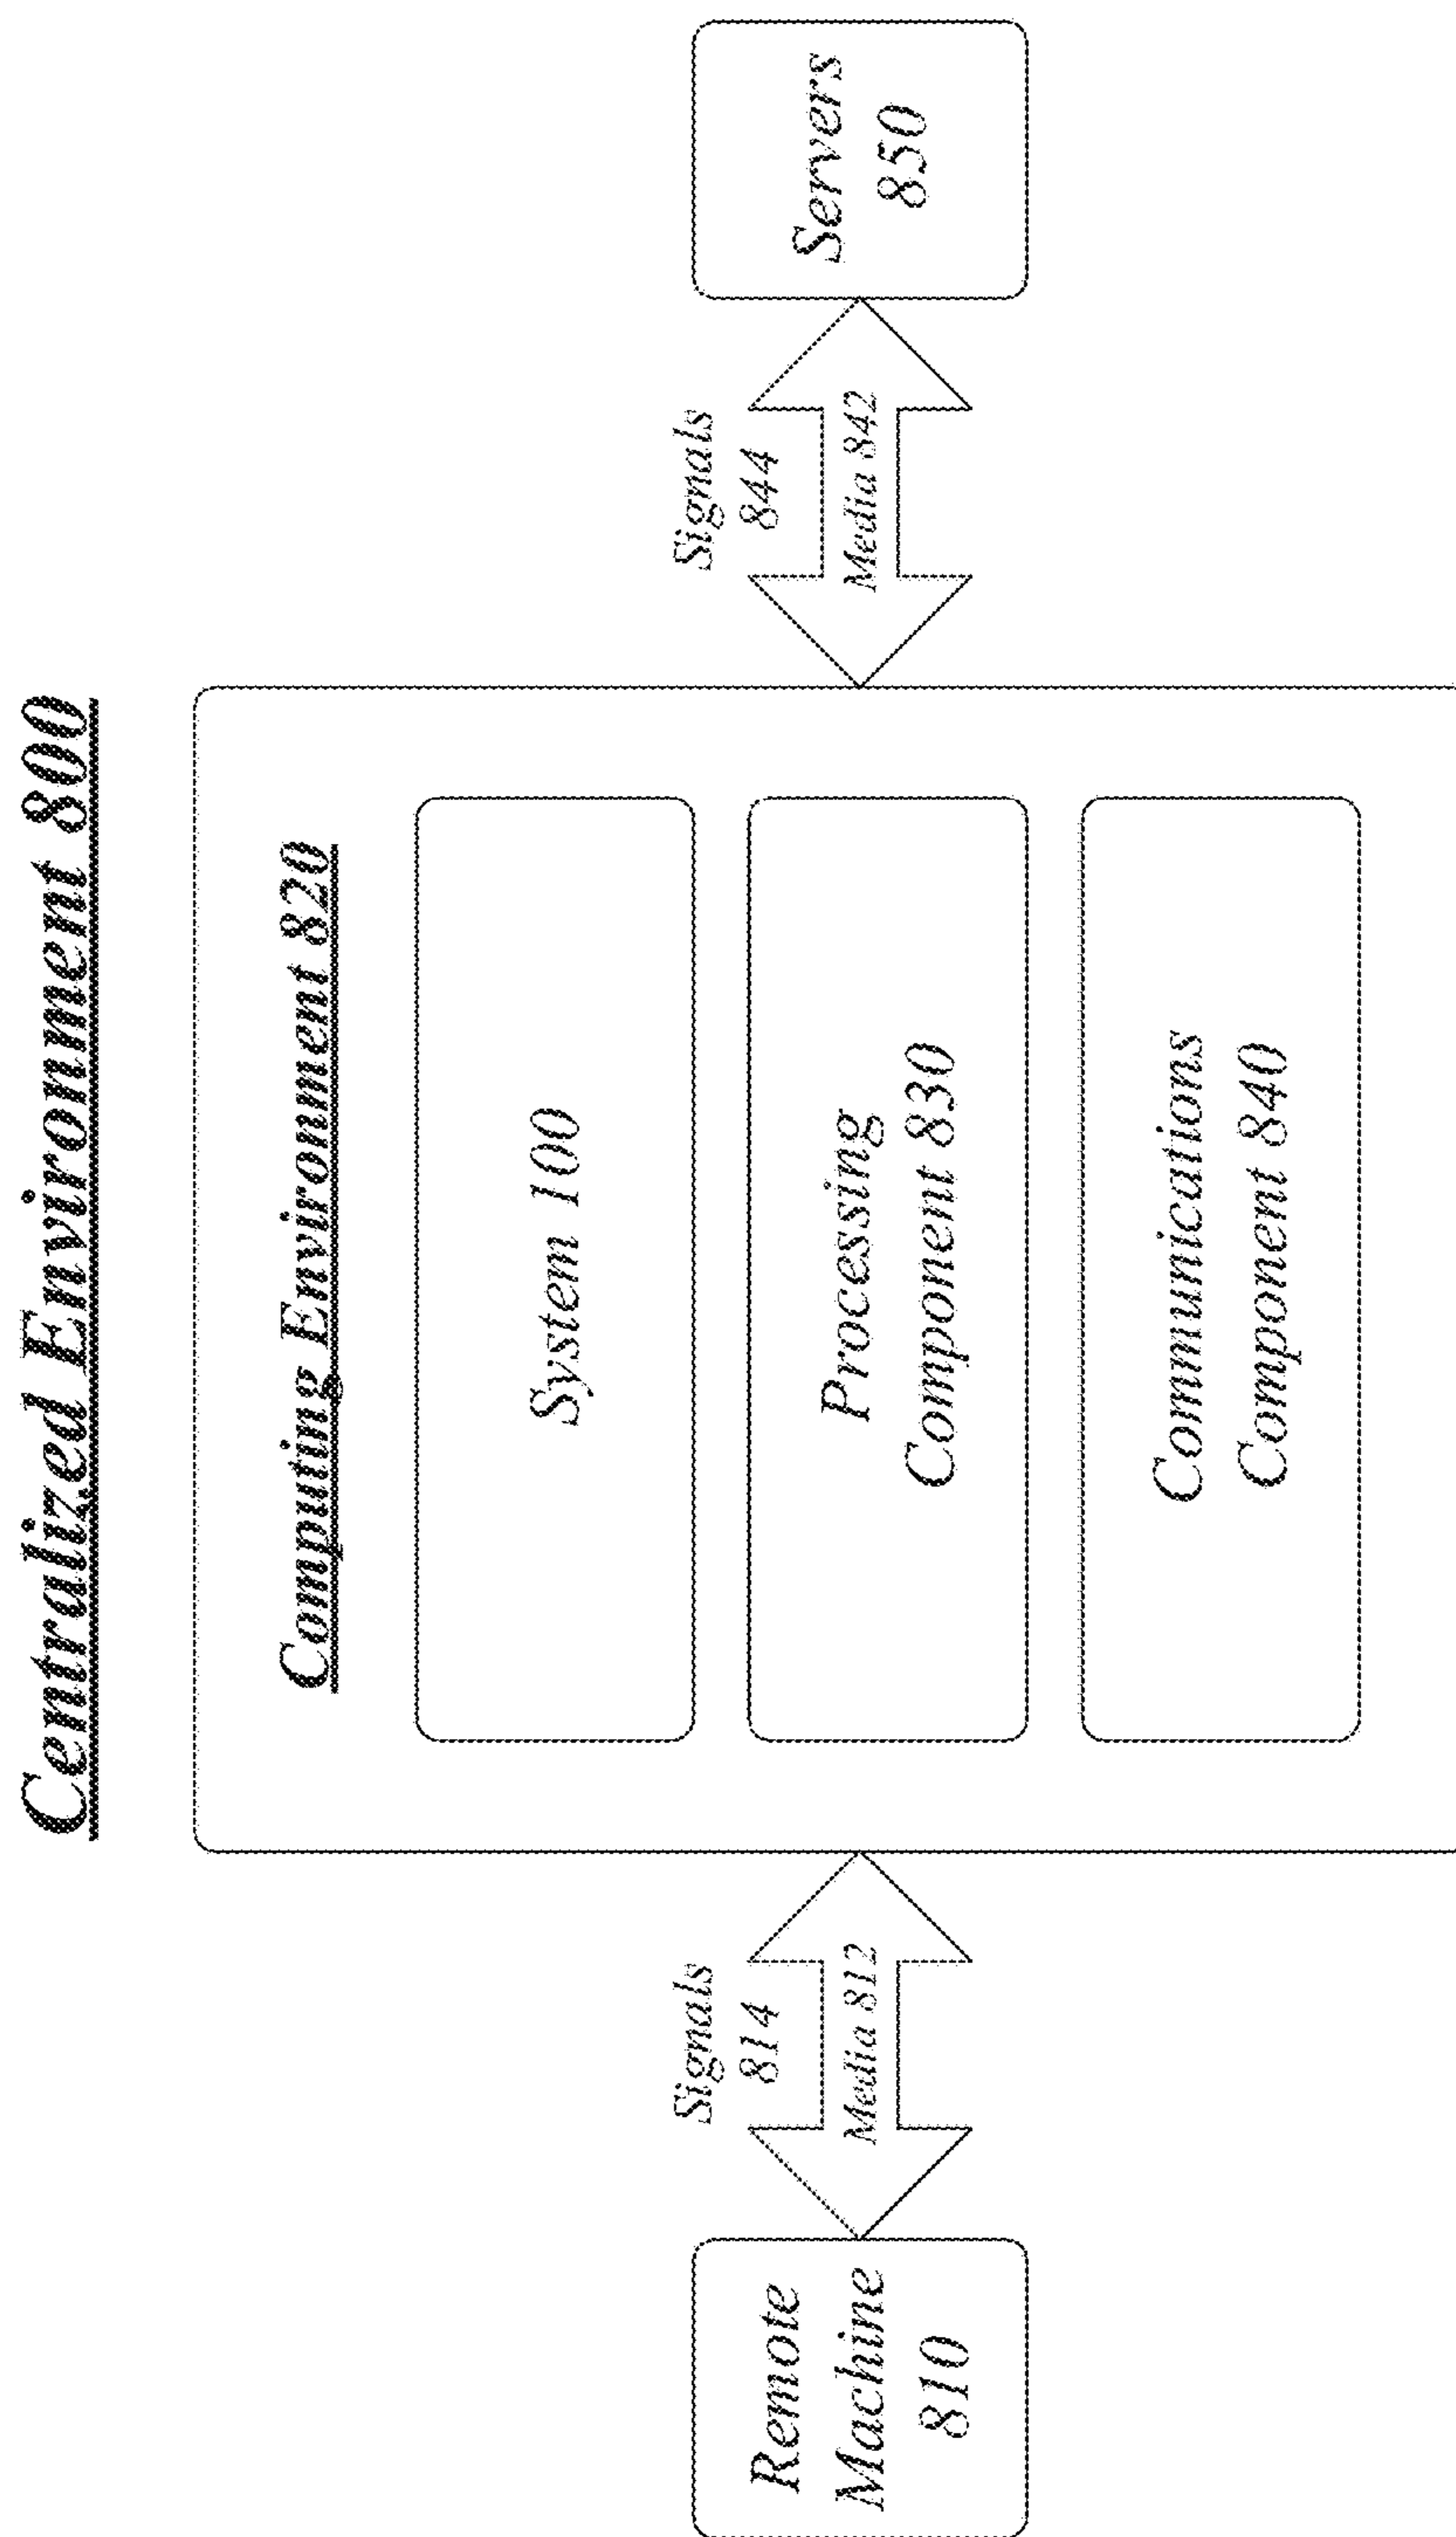 Centralized Environment 800
Computing Environment 820
Remote
Machine
810
Signals
814
Media 812
System 100
Processing
Component 830
Communications
Component 840
Signals
844
Media 842
Servers
850